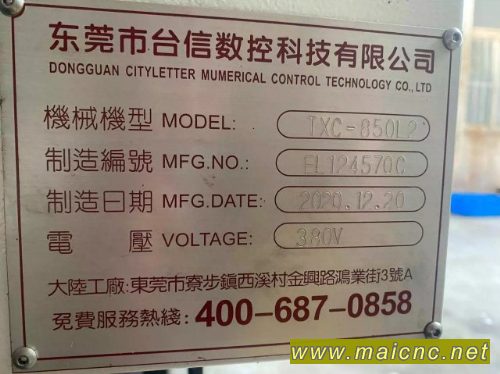 东莞市台信数控科技有限公司
DONGGUAN CITYLETTER MUMERICAL CONTROL TECHNOLOGY CO.,LTD
機械機型 MODEL: TXC-850LP
制造編號 MFG.NO.: EL124570C
制造日期 MFG.DATE: 2020.12.20
電壓 VOLTAGE: 380V
大陸工廠:東莞市寮步鎮西溪村金興路鴻業街3號A
免費服務熱綫:400-687-0858
www.maicnc.net